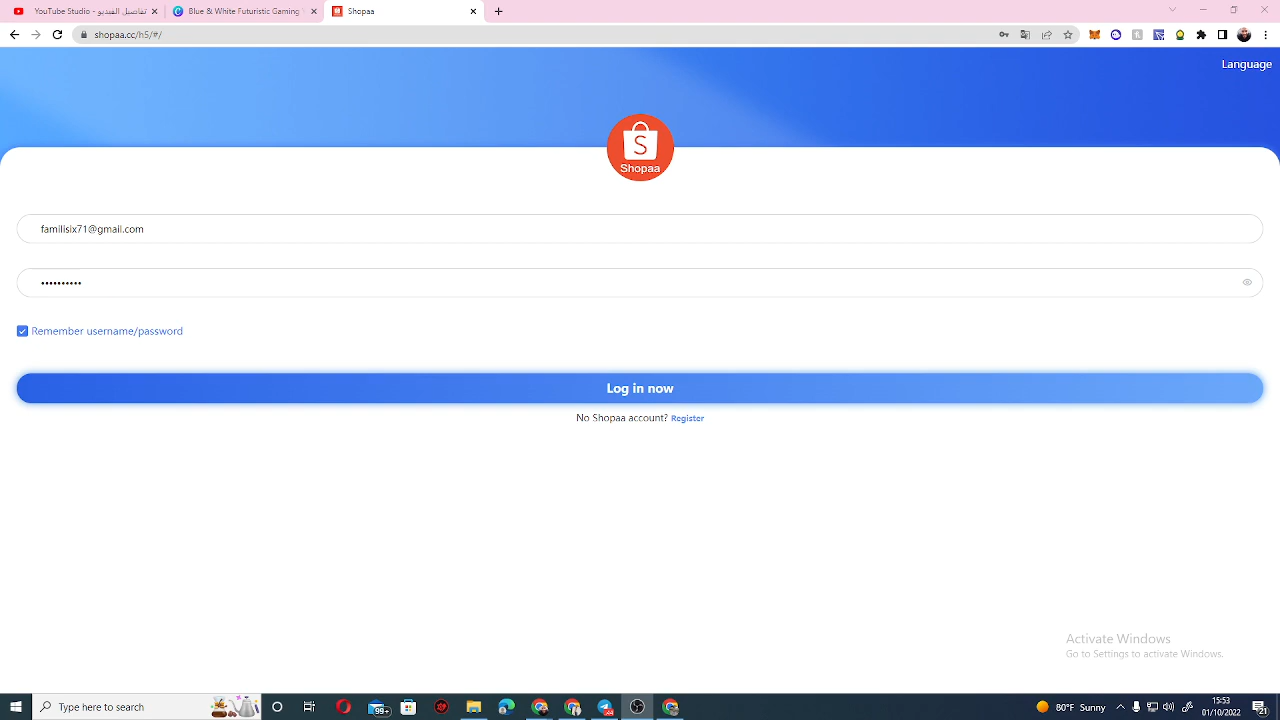 YouTube Studio - تفاصيل الفيديو
Blue & White Futuristic Gaming
Shopaa
shopaa.cc/h5/#/
Language
S
Shopaa
familisix71@gmail.com
••••••••••
Remember username/password
Log in now
No Shopaa account? Register
Activate Windows
Go to Settings to activate Windows.
Type here to search
99+
80°F Sunny
15:53
01/10/2022